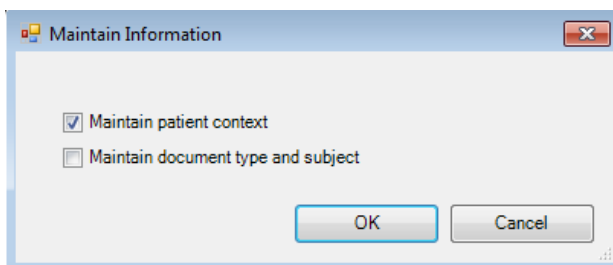 Maintain Information
Maintain patient context
Maintain document type and subject
OK Cancel